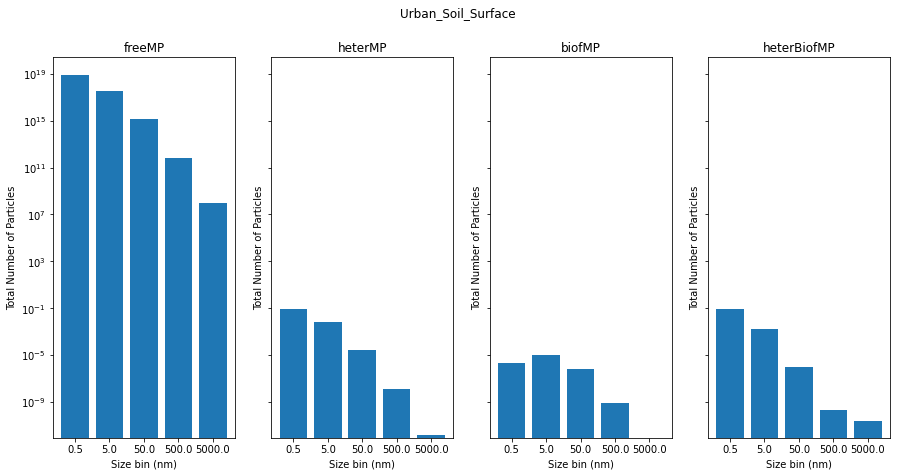 Urban_Soil_Surface
freeMP
heterMP
biofMP
heterBiofMP
Total Number of Particles
10^19
10^15
10^11
10^7
10^3
10^−1
10^−5
10^−9
0.5 5.0 50.0 500.0 5000.0
Size bin (nm)
Total Number of Particles
0.5 5.0 50.0 500.0 5000.0
Size bin (nm)
Total Number of Particles
0.5 5.0 50.0 500.0 5000.0
Size bin (nm)
Total Number of Particles
0.5 5.0 50.0 500.0 5000.0
Size bin (nm)